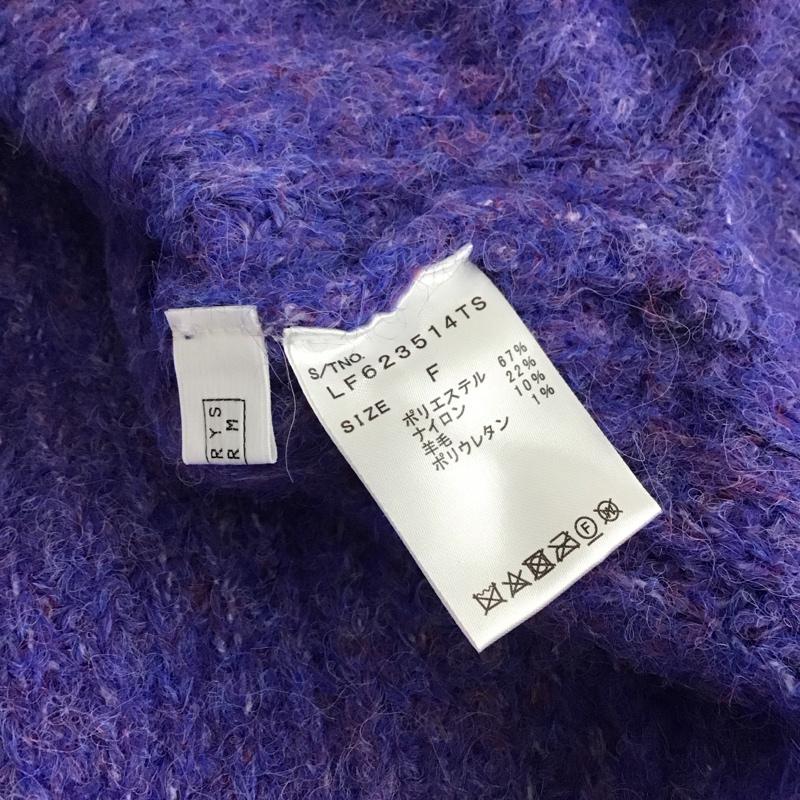 S/TNO.
LF623514TS
SIZE F
ポリエステル 67%
ナイロン 22%
羊毛 10%
ポリウレタン 1%
F
W
RYS
RM